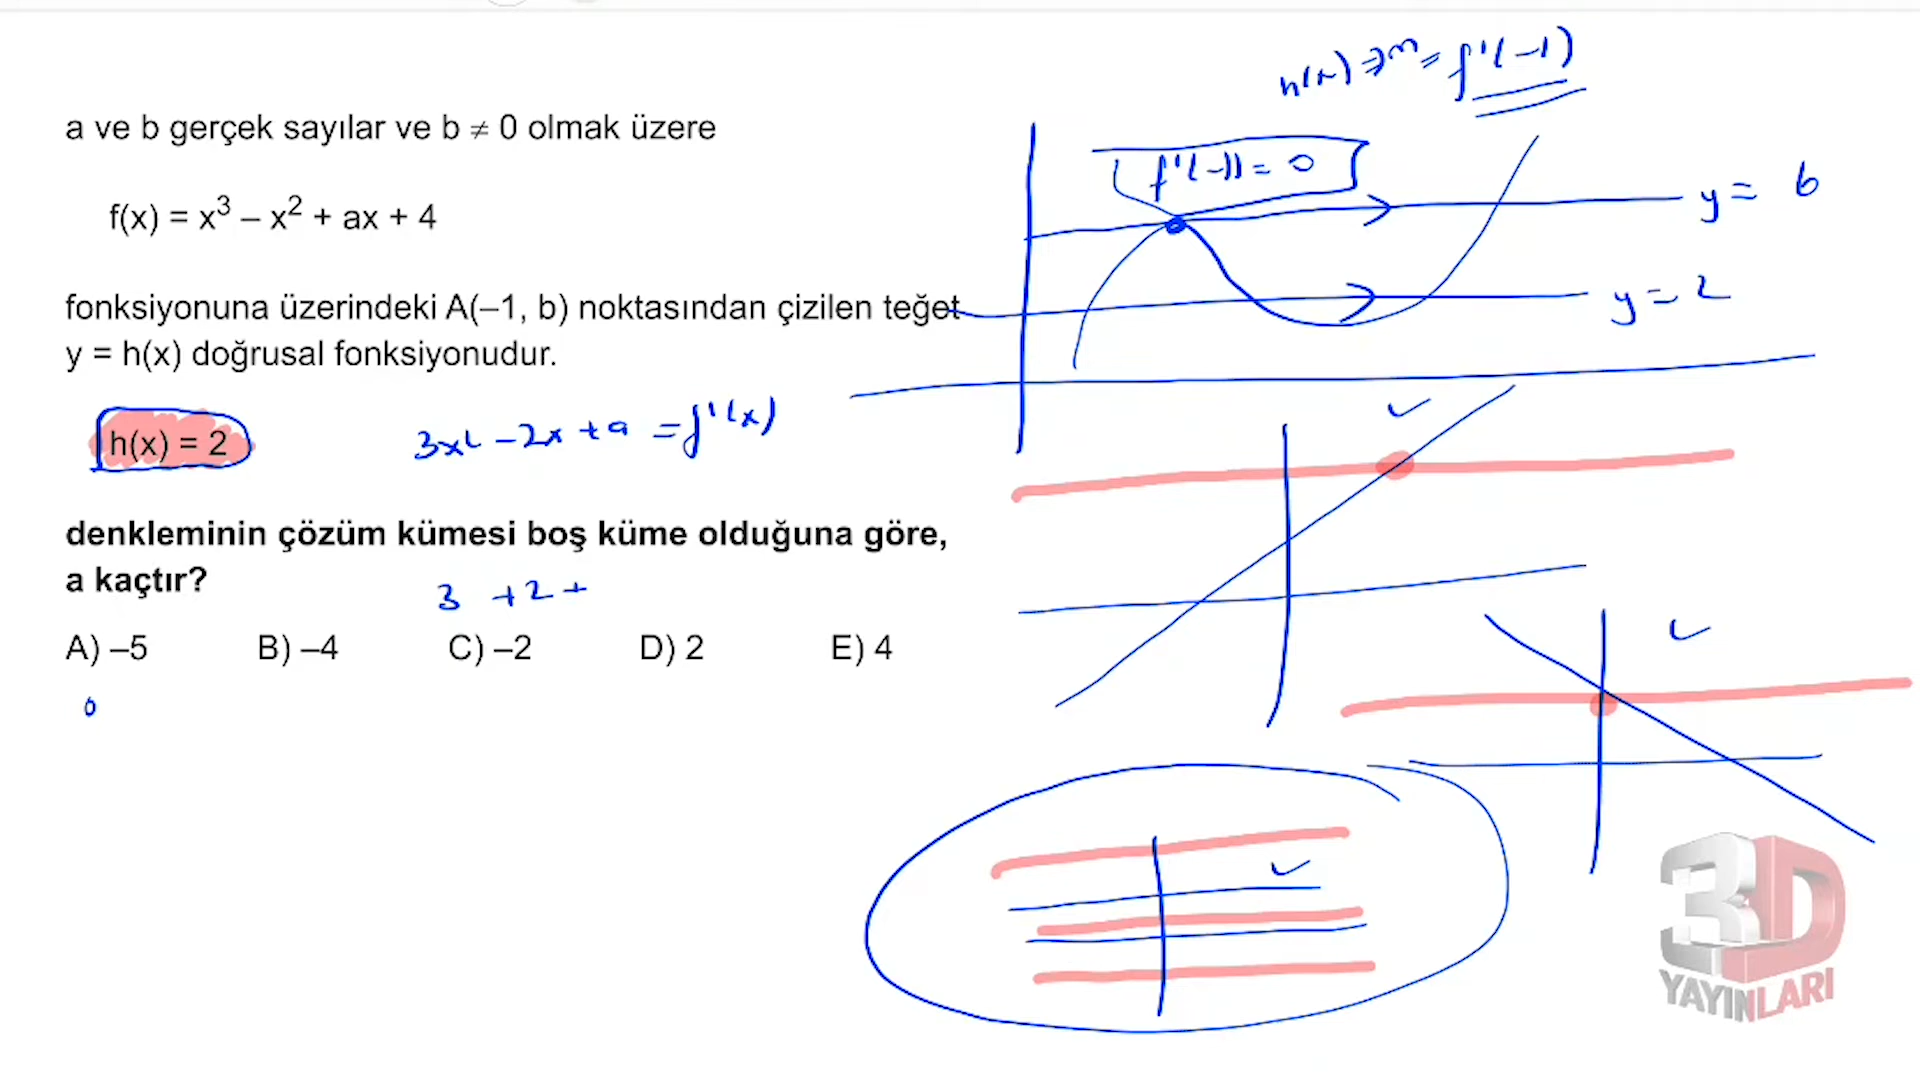 h(x) ⇒ m = f'(-1)
a ve b gerçek sayılar ve b ≠ 0 olmak üzere
f'(-1) = 0
y = b
f(x) = x³ – x² + ax + 4
fonksiyonuna üzerindeki A(–1, b) noktasından çizilen teğet
y = 2
y = h(x) doğrusal fonksiyonudur.
h(x) = 2
3x² - 2x + a = f'(x)
denkleminin çözüm kümesi boş küme olduğuna göre,
a kaçtır?
3 + 2 +
A) –5 B) –4 C) –2 D) 2 E) 4
0
3D
YAYINLARI